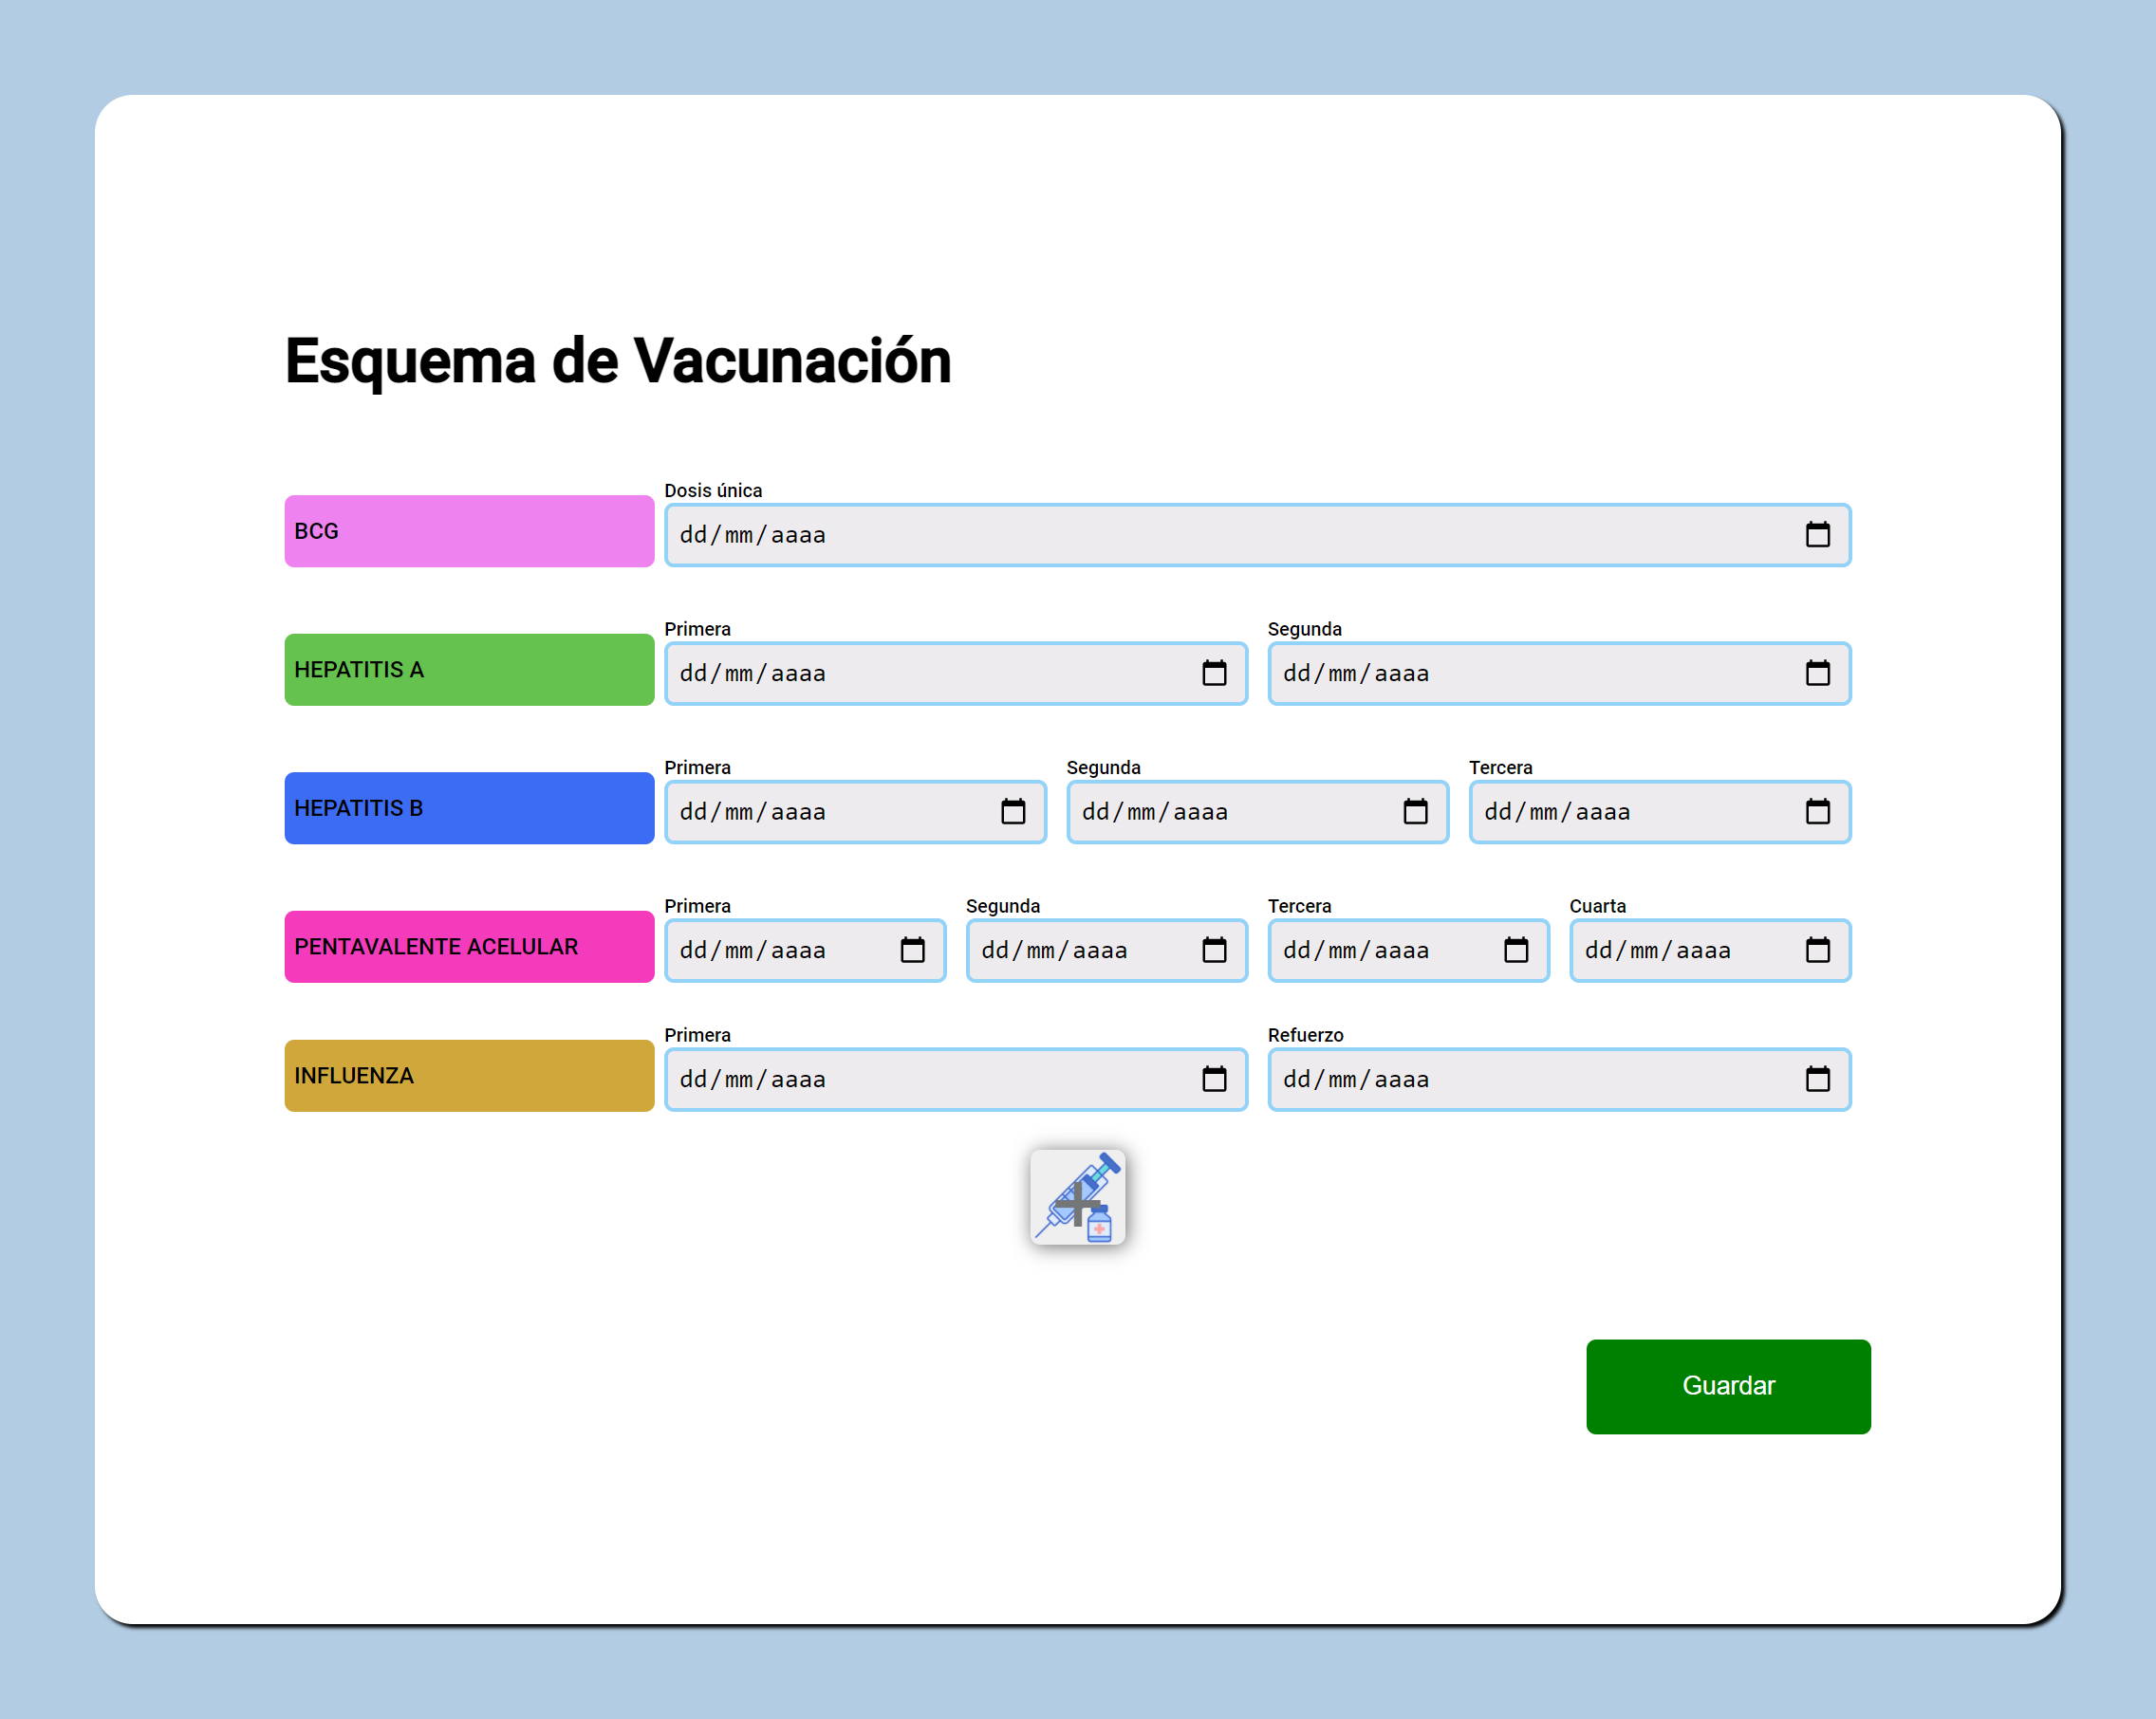 Esquema de Vacunación
Dosis única
BCG
dd/mm/aaaa
Primera Segunda
HEPATITIS A
dd/mm/aaaa dd/mm/aaaa
Primera Segunda Tercera
HEPATITIS B
dd/mm/aaaa dd/mm/aaaa dd/mm/aaaa
Primera Segunda Tercera Cuarta
PENTAVALENTE ACELULAR
dd/mm/aaaa dd/mm/aaaa dd/mm/aaaa dd/mm/aaaa
Primera Refuerzo
INFLUENZA
dd/mm/aaaa dd/mm/aaaa
Guardar